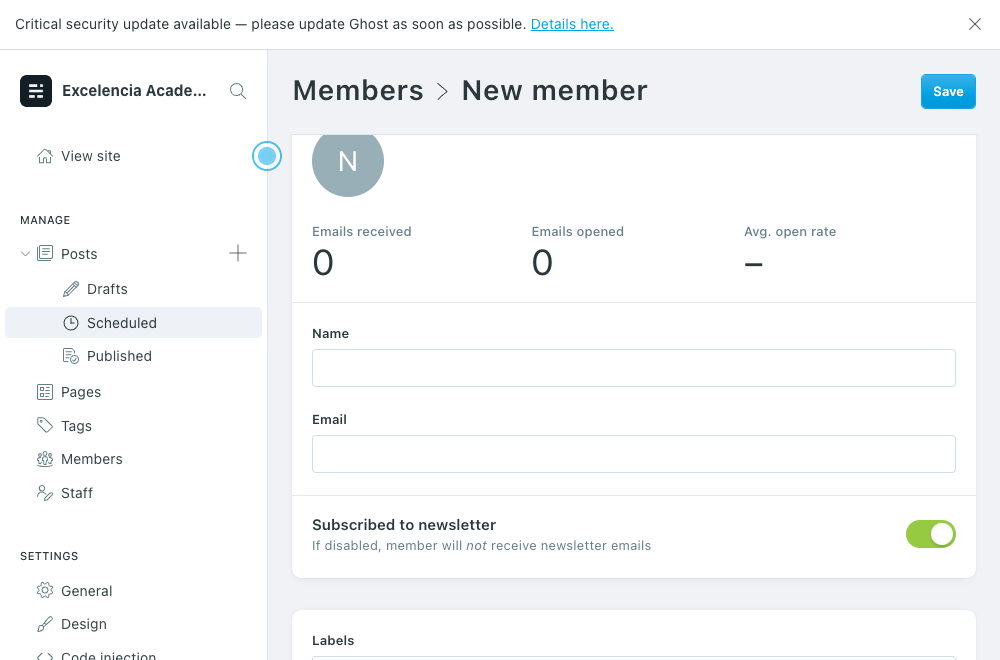 Critical security update available — please update Ghost as soon as possible. Details here.
Excelencia Acade...
Members > New member
Save
View site
N
MANAGE
Emails received
Emails opened
Avg. open rate
0
0
–
Posts
Drafts
Scheduled
Published
Pages
Tags
Members
Staff
Name
Email
Subscribed to newsletter
If disabled, member will not receive newsletter emails
SETTINGS
General
Design
Code injection
Labels